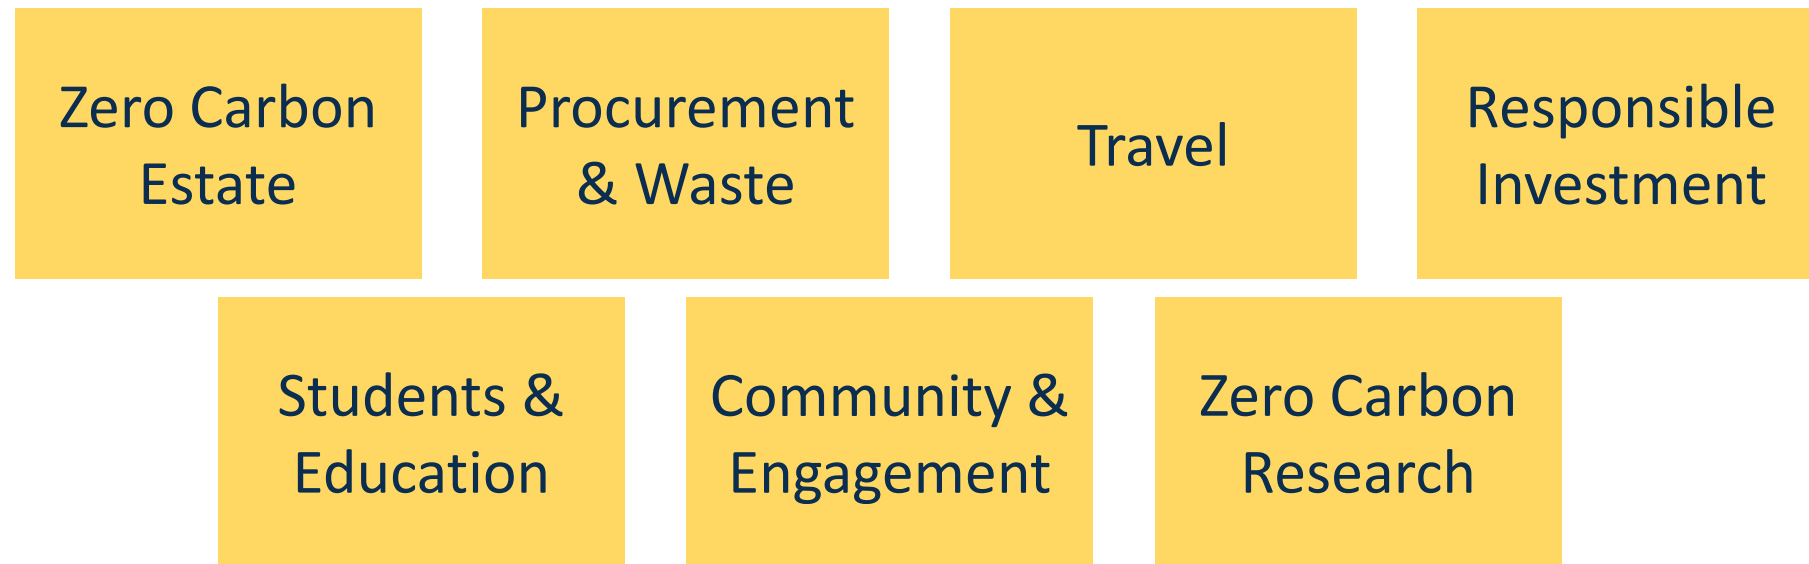 Zero Carbon
Estate
Procurement
& Waste
Travel
Responsible
Investment
Students &
Education
Community &
Engagement
Zero Carbon
Research